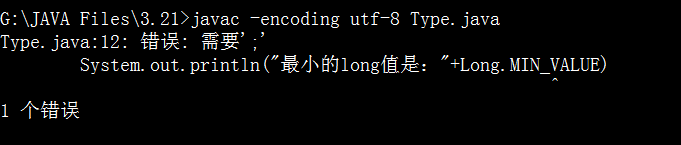 G:\JAVA Files\3.21>javac -encoding utf-8 Type.java
Type.java:12: 错误: 需要';'
System.out.println("最小的long值是："+Long.MIN_VALUE)
^
1 个错误